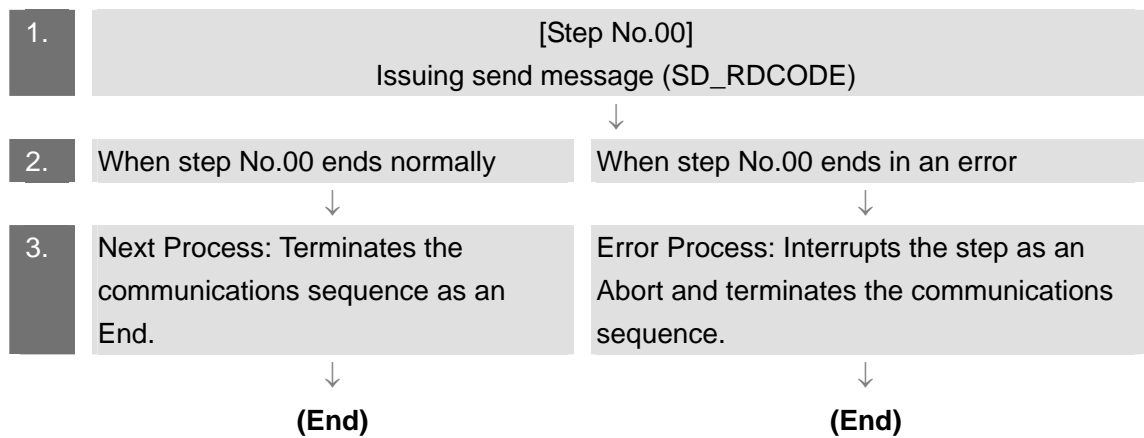 1.
[Step No.00]
Issuing send message (SD_RDCODE)
↓
2.
When step No.00 ends normally
When step No.00 ends in an error
↓
↓
3.
Next Process: Terminates the
communications sequence as an
End.
Error Process: Interrupts the step as an
Abort and terminates the communications
sequence.
↓
↓
(End)
(End)